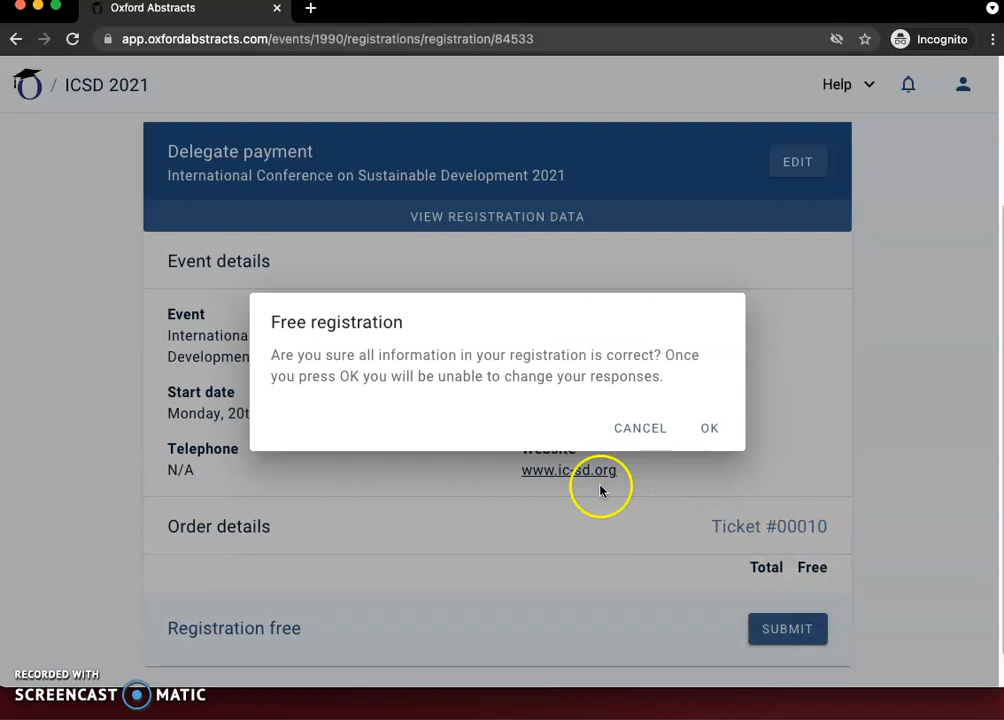 Oxford Abstracts
app.oxfordabstracts.com/events/1990/registrations/registration/84533
Incognito
/ ICSD 2021
Help
Delegate payment
EDIT
International Conference on Sustainable Development 2021
VIEW REGISTRATION DATA
Event details
Event
Internationa
Developmen
Start date
Monday, 20t
Telephone
N/A
Website
www.ic-sd.org
Free registration
Are you sure all information in your registration is correct? Once
you press OK you will be unable to change your responses.
CANCEL OK
Order details
Ticket #00010
Total Free
Registration free
SUBMIT
RECORDED WITH
SCREENCAST MATIC